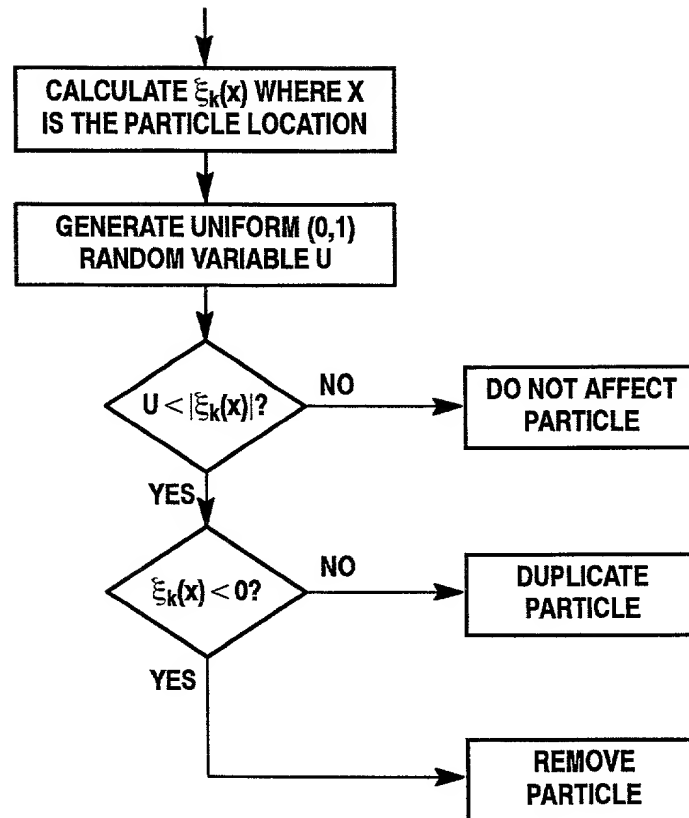 CALCULATE ξk(x) WHERE X
IS THE PARTICLE LOCATION
GENERATE UNIFORM (0,1)
RANDOM VARIABLE U
U < |ξk(x)|?
NO
DO NOT AFFECT
PARTICLE
YES
ξk(x) < 0?
NO
DUPLICATE
PARTICLE
YES
REMOVE
PARTICLE